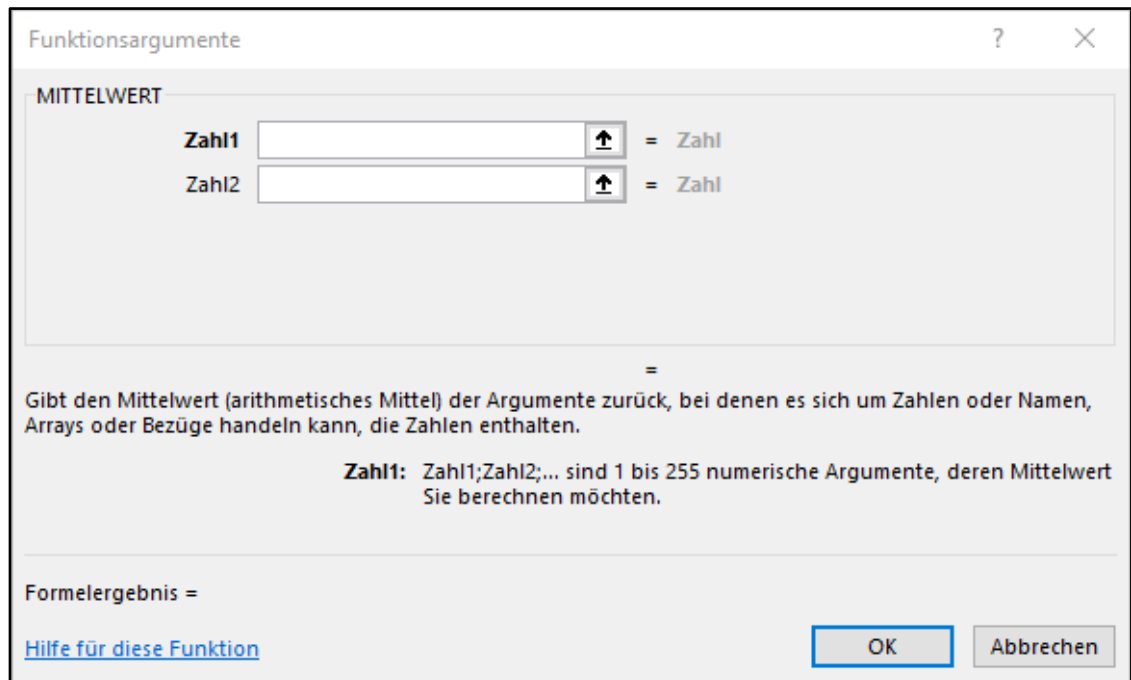 Funktionsargumente ?
MITTELWERT
Zahl1 = Zahl
Zahl2 = Zahl
=
Gibt den Mittelwert (arithmetisches Mittel) der Argumente zurück, bei denen es sich um Zahlen oder Namen,
Arrays oder Bezüge handeln kann, die Zahlen enthalten.
Zahl1: Zahl1;Zahl2;... sind 1 bis 255 numerische Argumente, deren Mittelwert
Sie berechnen möchten.
Formelergebnis =
Hilfe für diese Funktion OK Abbrechen